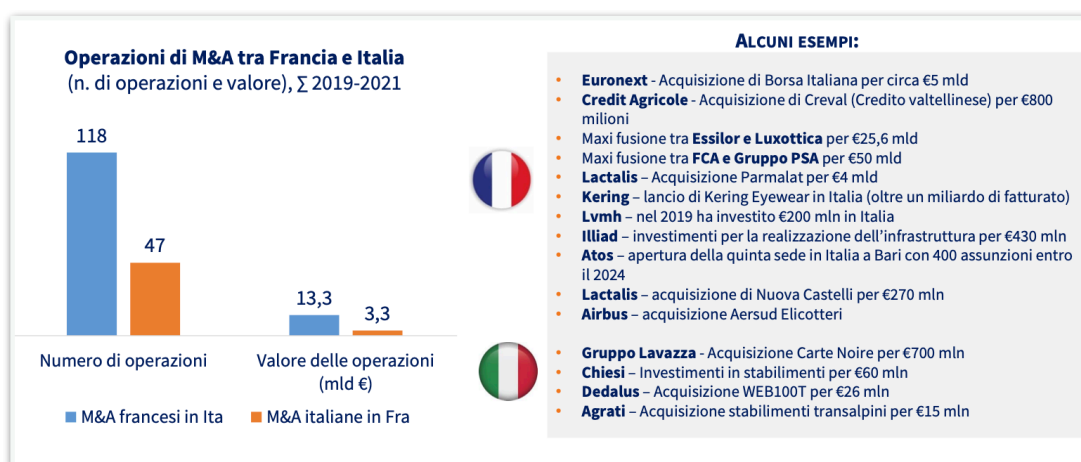 Operazioni di M&A tra Francia e Italia
(n. di operazioni e valore), ∑ 2019-2021
118
47
13,3
3,3
Numero di operazioni
Valore delle operazioni
(mld €)
M&A francesi in Ita
M&A italiane in Fra
ALCUNI ESEMPI:
• Euronext - Acquisizione di Borsa Italiana per circa €5 mld
• Credit Agricole - Acquisizione di Creval (Credito valtellinese) per €800
milioni
• Maxi fusione tra Essilor e Luxottica per €25,6 mld
• Maxi fusione tra FCA e Gruppo PSA per €50 mld
• Lactalis – Acquisizione Parmalat per €4 mld
• Kering – lancio di Kering Eyewear in Italia (oltre un miliardo di fatturato)
• Lvmh – nel 2019 ha investito €200 mln in Italia
• Illiad – investimenti per la realizzazione dell’infrastruttura per €430 mln
• Atos – apertura della quinta sede in Italia a Bari con 400 assunzioni entro
il 2024
• Lactalis – acquisizione di Nuova Castelli per €270 mln
• Airbus – acquisizione Aersud Elicotteri
• Gruppo Lavazza - Acquisizione Carte Noire per €700 mln
• Chiesi – Investimenti in stabilimenti per €60 mln
• Dedalus – Acquisizione WEB100T per €26 mln
• Agrati – Acquisizione stabilimenti transalpini per €15 mln